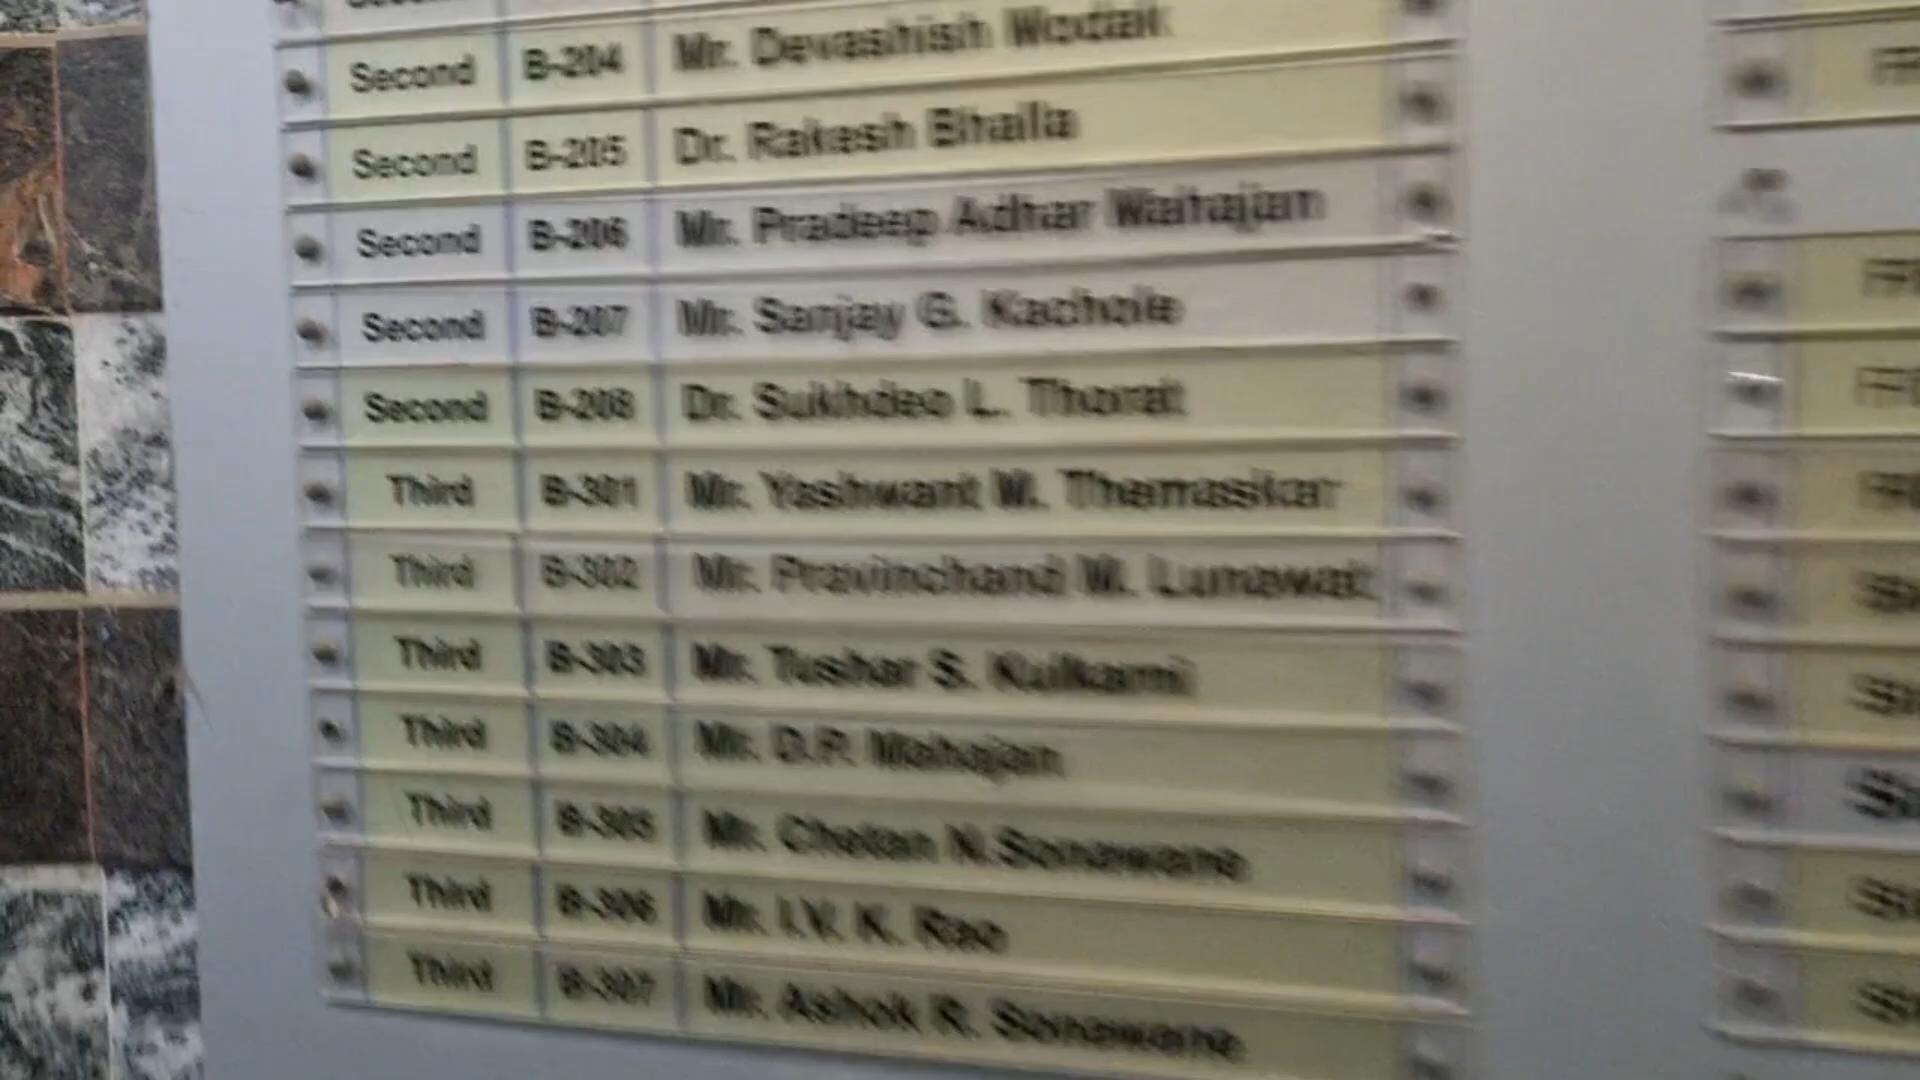 Second B-204 Mr. Devashish Wodak
Second B-205 Dr. Rakesh Bhalla
Second B-206 Mr. Pradeep Adhar Mahajan
Second B-207 Mr. Sanjay G. Kachole
Second B-208 Dr. Sukhdeo L. Thorat
Third B-301 Mr. Yashwant M. Themaskar
Third B-302 Mr. Pravinchand M. Lunawat
Third B-303 Mr. Tushar S. Kulkarni
Third B-304 Mr. D.P. Mahajan
Third B-305 Mr. Chetan N.Sonawane
Third B-306 Mr. I.V. K. Rao
Third B-307 Mr. Ashok R. Sonawane